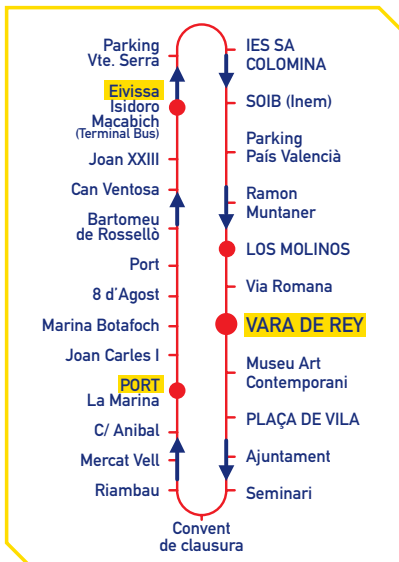 Parking
Vte. Serra
Eivissa
Isidoro
Macabich
(Terminal Bus)
Joan XXIII
Can Ventosa
Bartomeu
de Rossellò
Port
8 d'Agost
Marina Botafoch
Joan Carles I
PORT
La Marina
C/ Anibal
Mercat Vell
Riambau
IES SA
COLOMINA
SOIB (Inem)
Parking
País Valencià
Ramon
Muntaner
LOS MOLINOS
Via Romana
VARA DE REY
Museu Art
Contemporani
PLAÇA DE VILA
Ajuntament
Seminari
Convent
de clausura